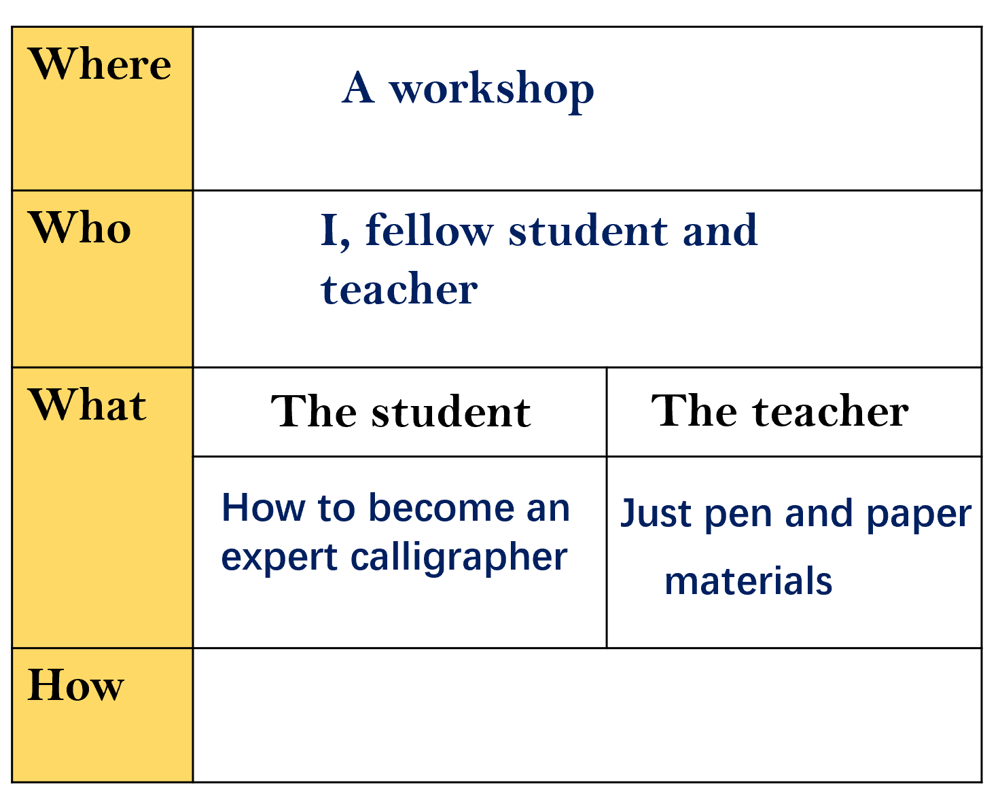 Where
A workshop
Who
I, fellow student and
teacher
What
The student
The teacher
How to become an
expert calligrapher
Just pen and paper
materials
How